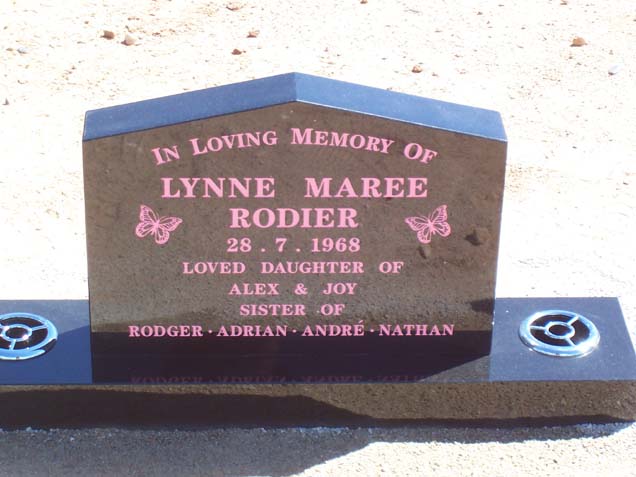 IN LOVING MEMORY OF
LYNNE MAREE
RODIER
28 . 7 . 1968
LOVED DAUGHTER OF
ALEX & JOY
SISTER OF
RODGER · ADRIAN · ANDRÉ · NATHAN